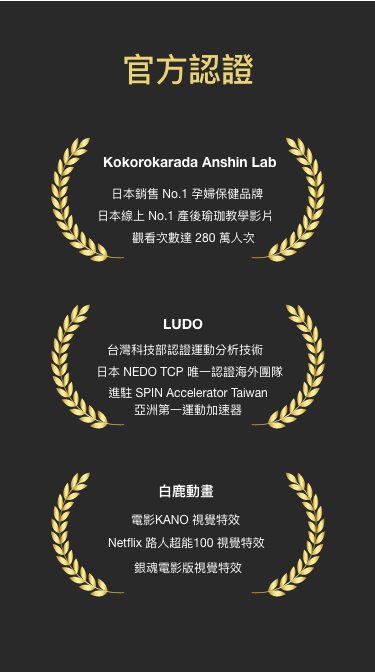 官方認證
Kokorokarada Anshin Lab
日本銷售 No.1 孕婦保健品牌
日本線上 No.1 產後瑜珈教學影片
觀看次數達 280 萬人次
LUDO
台灣科技部認證運動分析技術
日本 NEDO TCP 唯一認證海外團隊
進駐 SPIN Accelerator Taiwan
亞洲第一運動加速器
白鹿動畫
電影KANO 視覺特效
Netflix 路人超能100 視覺特效
銀魂電影版視覺特效